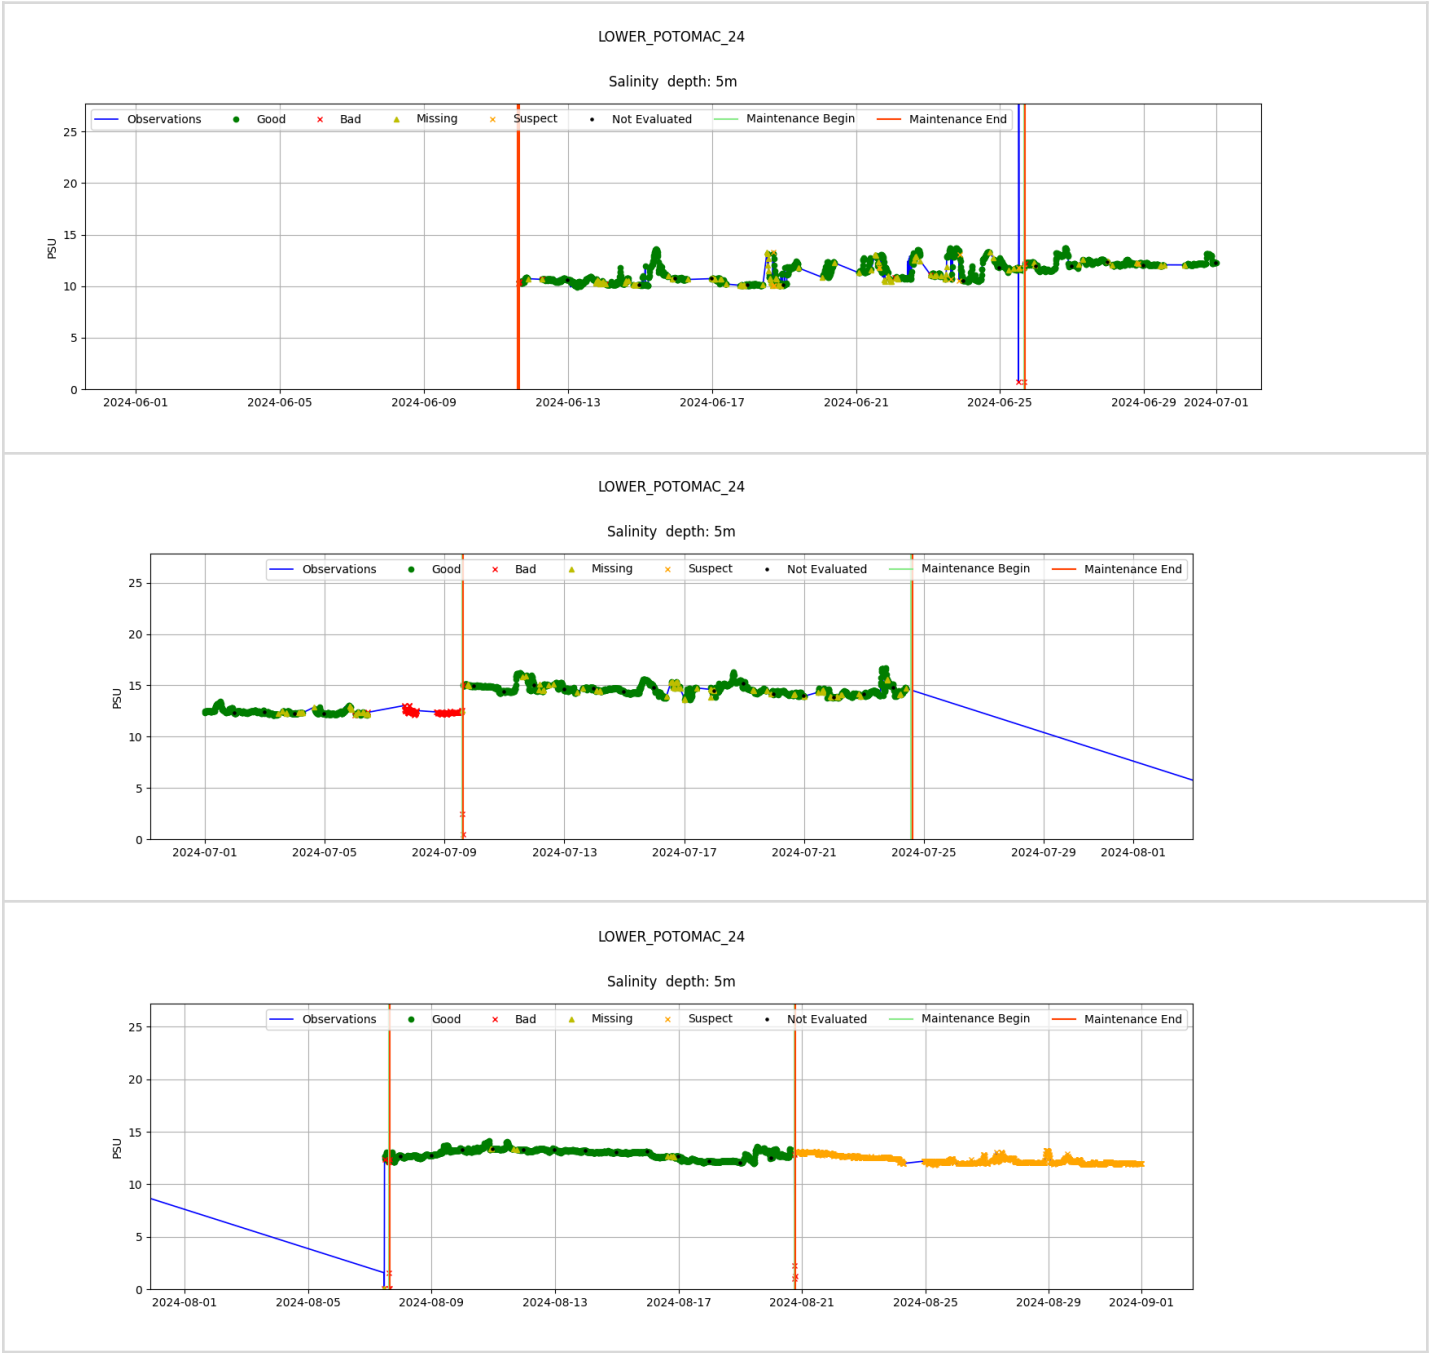 LOWER_POTOMAC_24
Salinity depth: 5m
Observations Good Bad Missing Suspect Not Evaluated Maintenance Begin Maintenance End
25
20
15
10
5
0
PSU
2024-06-01 2024-06-05 2024-06-09 2024-06-13 2024-06-17 2024-06-21 2024-06-25 2024-06-29 2024-07-01
LOWER_POTOMAC_24
Salinity depth: 5m
Observations Good Bad Missing Suspect Not Evaluated Maintenance Begin Maintenance End
25
20
15
10
5
0
PSU
2024-07-01 2024-07-05 2024-07-09 2024-07-13 2024-07-17 2024-07-21 2024-07-25 2024-07-29 2024-08-01
LOWER_POTOMAC_24
Salinity depth: 5m
Observations Good Bad Missing Suspect Not Evaluated Maintenance Begin Maintenance End
25
20
15
10
5
0
PSU
2024-08-01 2024-08-05 2024-08-09 2024-08-13 2024-08-17 2024-08-21 2024-08-25 2024-08-29 2024-09-01